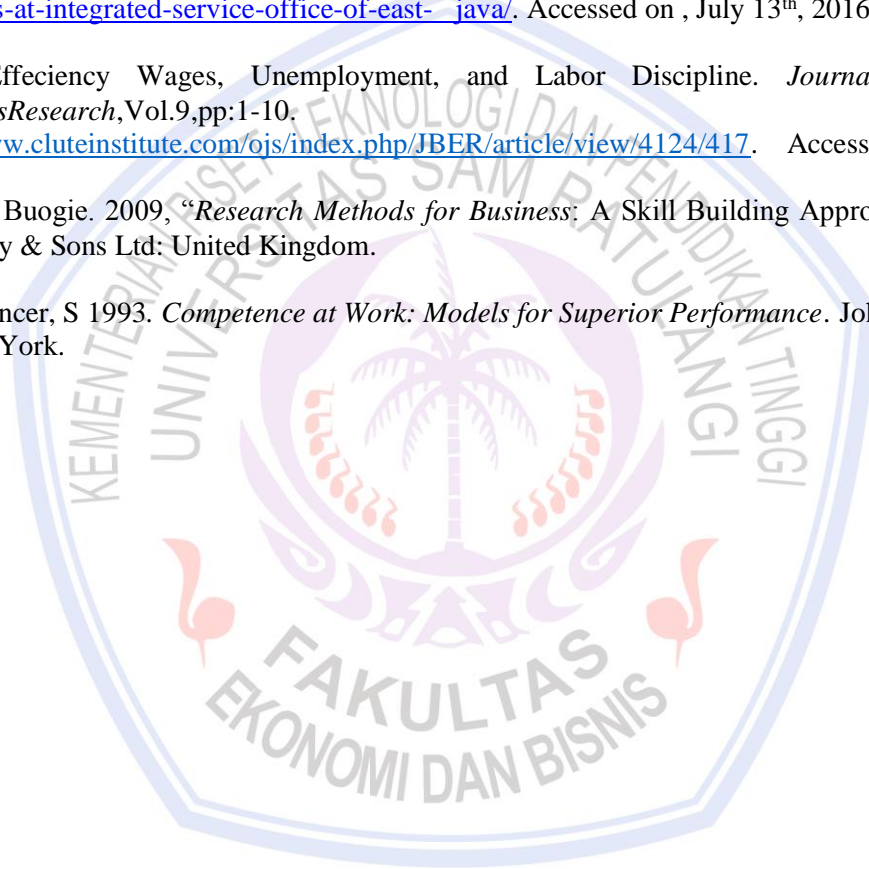 s-at-integrated-service-office-of-east- java/. Accessed on , July 13th, 2016
ffeciency Wages, Unemployment, and Labor Discipline. Journa
sResearch,Vol.9,pp:1-10.
w.cluteinstitute.com/ojs/index.php/JBER/article/view/4124/417. Access
Buogie. 2009, “Research Methods for Business: A Skill Building Appro
y & Sons Ltd: United Kingdom.
ncer, S 1993. Competence at Work: Models for Superior Performance. Jo
York.
KEMENTERIAN RISET TEKNOLOGI DAN PENDIDIKAN TINGGI
UNIVERSITAS SAM RATULANGI
FAKULTAS
EKONOMI DAN BISNIS